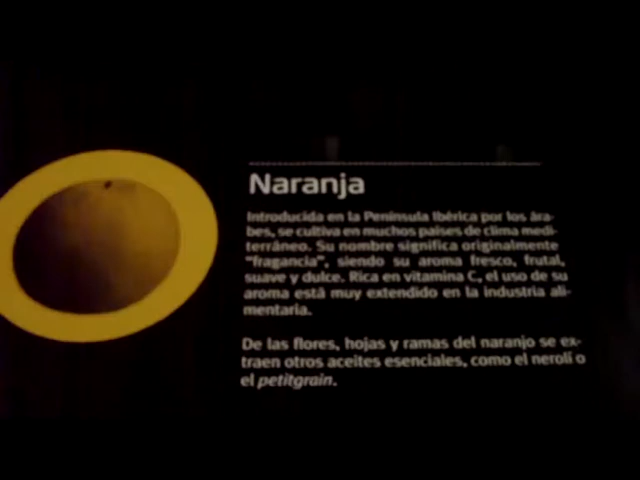 Naranja
Introducida en la Península Ibérica por los ára-
bes, se cultiva en muchos países de clima medi-
terráneo. Su nombre significa originalmente
"fragancia", siendo su aroma fresco, frutal,
suave y dulce. Rica en vitamina C, el uso de su
aroma está muy extendido en la industria ali-
mentaria.
De las flores, hojas y ramas del naranjo se ex-
traen otros aceites esenciales, como el nerolí o
el petitgrain.